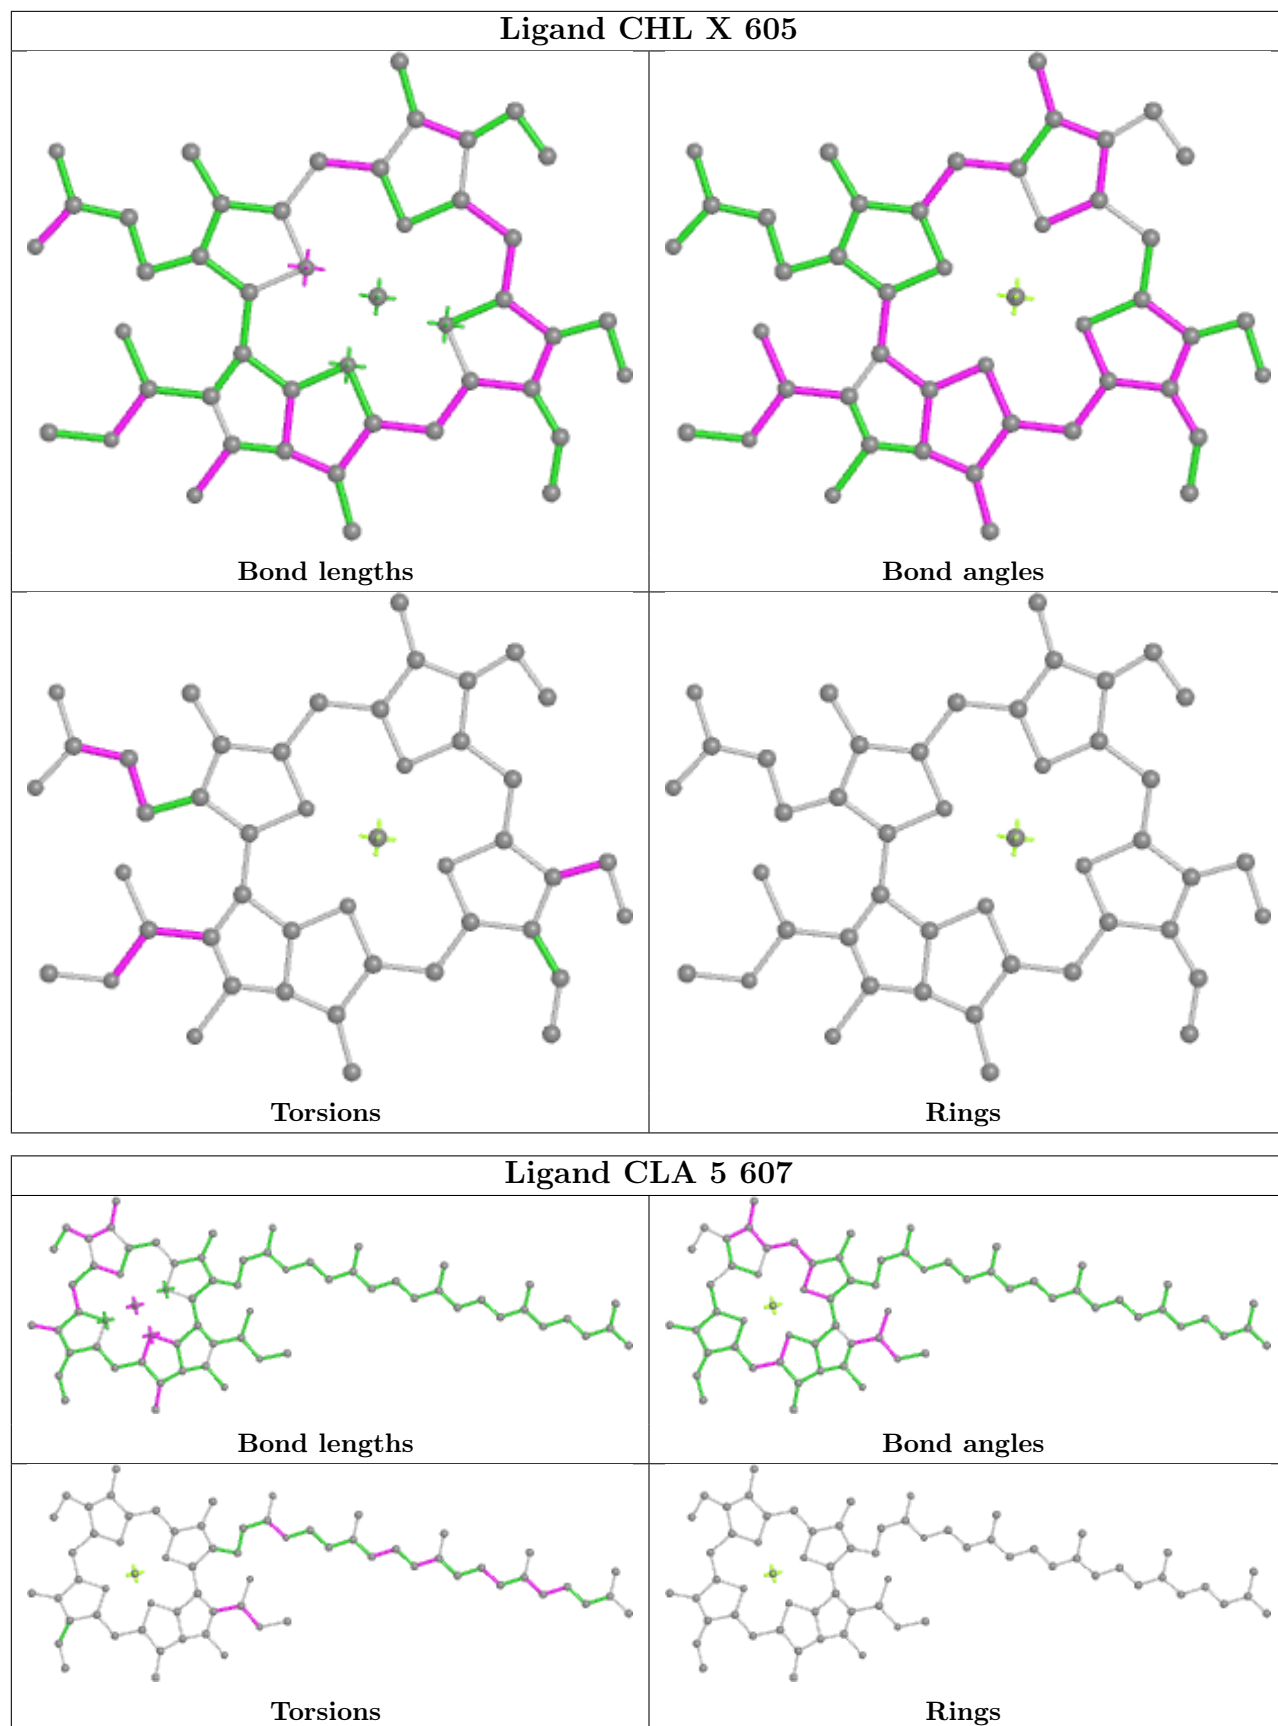 Ligand CHL X 605
Bond lengths
Bond angles
Torsions
Rings
Ligand CLA 5 607
Bond lengths
Bond angles
Torsions
Rings